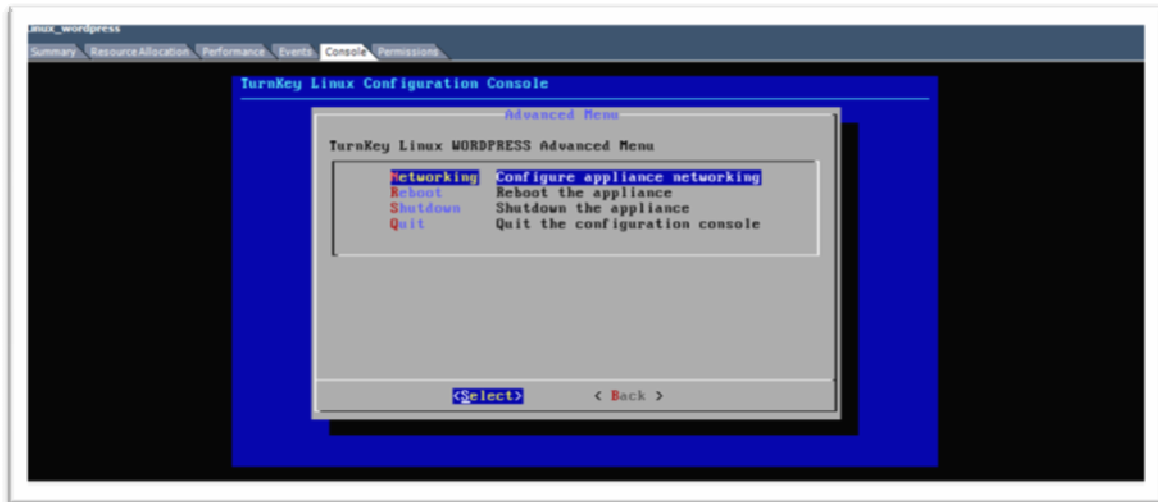 Linux_wordpress
Summary Resource Allocation Performance Events Console Permissions
TurnKey Linux Configuration Console
Advanced Menu
TurnKey Linux WORDPRESS Advanced Menu
Networking Configure appliance networking
Reboot Reboot the appliance
Shutdown Shutdown the appliance
Quit Quit the configuration console
<Select> < Back >